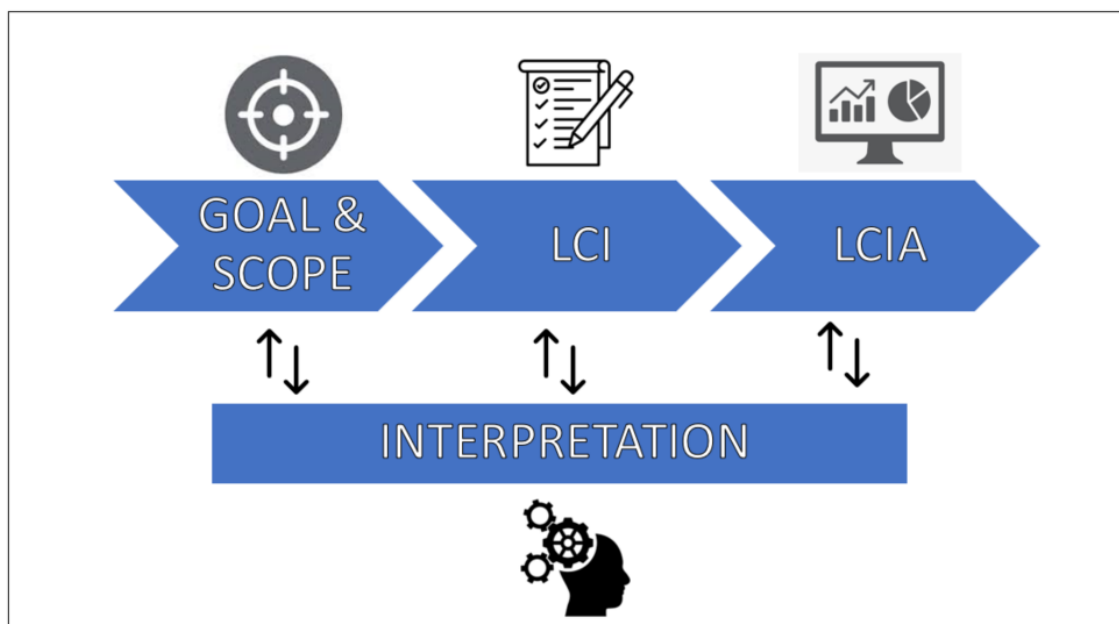 GOAL &
SCOPE
LCI
LCIA
INTERPRETATION